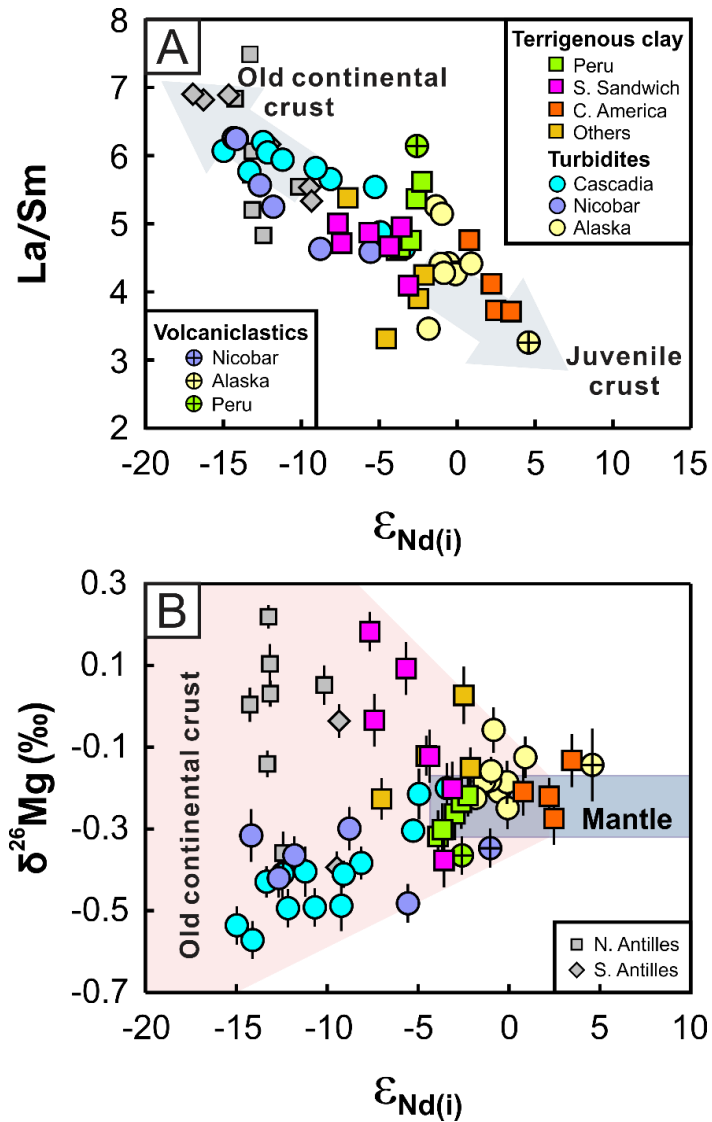 A
8
7
6
5
4
3
2
La/Sm
Old continental
crust
Juvenile
crust
Terrigenous clay
Peru
S. Sandwich
C. America
Others
Turbidites
Cascadia
Nicobar
Alaska
Volcaniclastics
Nicobar
Alaska
Peru
-20 -15 -10 -5 0 5 10 15
εNd(i)
B
0.3
0.1
-0.1
-0.3
-0.5
-0.7
δ26Mg (‰)
Old continental crust
Mantle
N. Antilles
S. Antilles
-20 -15 -10 -5 0 5 10
εNd(i)